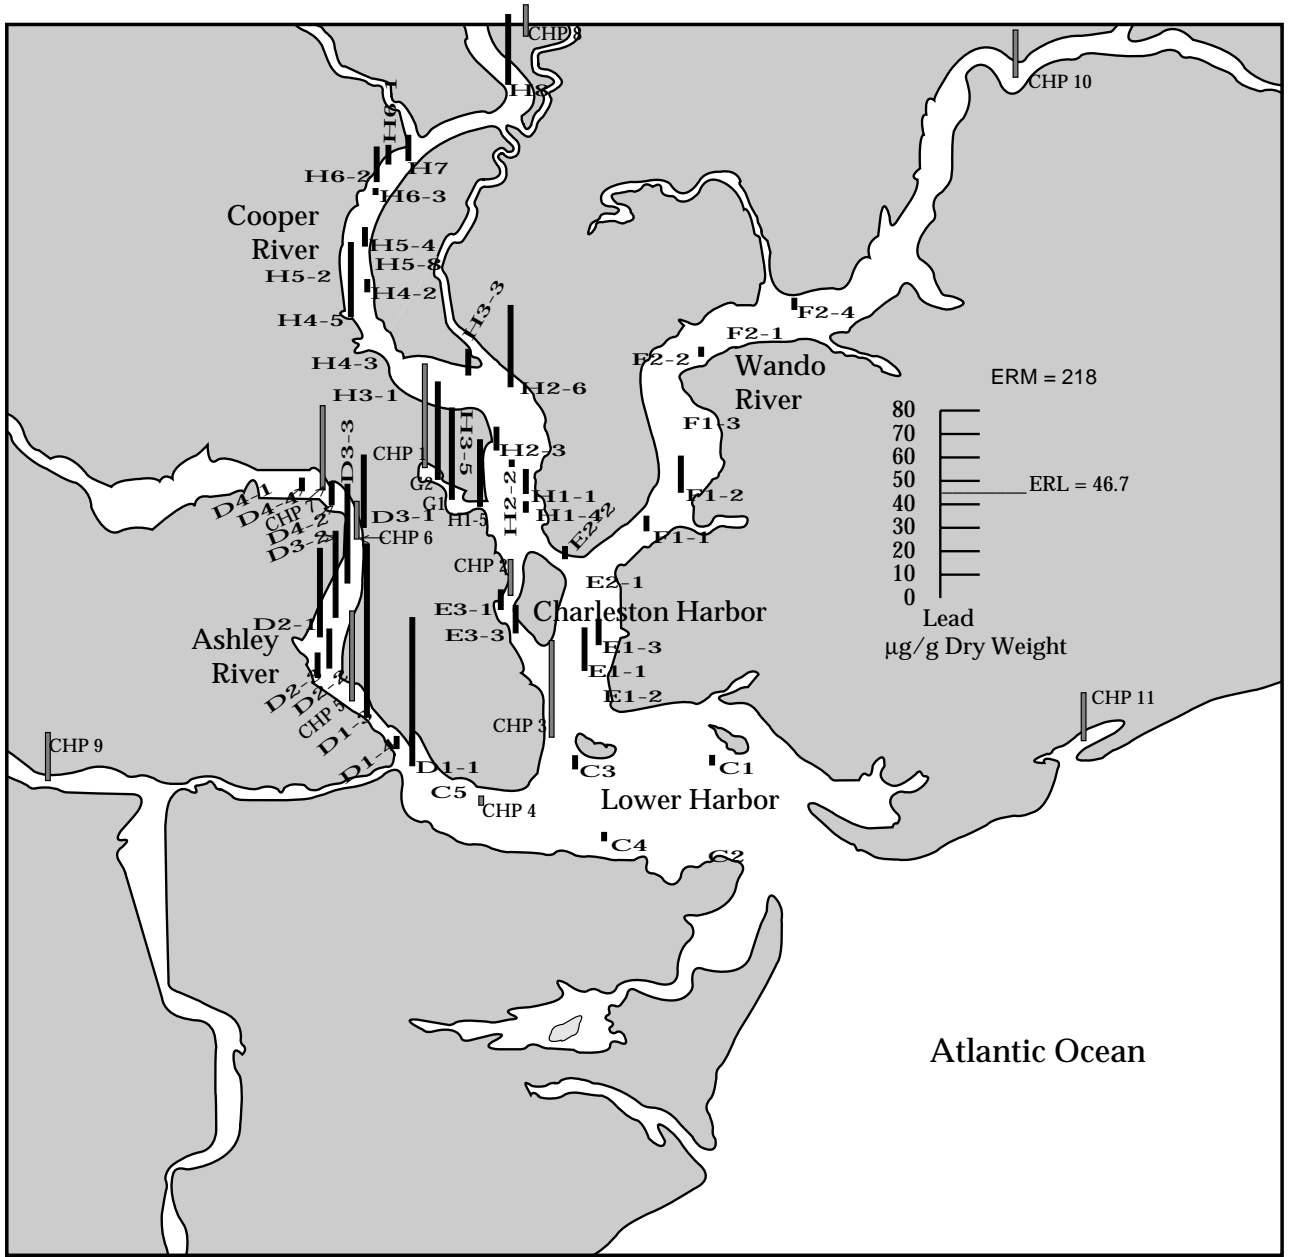 CHP 8
H8
CHP 10
H6-1
H7
H6-2
H6-3
Cooper
River
H5-4
H5-8
H5-2
H4-2
H3-3
H4-5
F2-4
F2-1
H4-3
F2-2
Wando
River
ERM = 218
H2-6
H3-1
80
70
60
50
40
30
20
10
0
ERL = 46.7
Lead
µg/g Dry Weight
F1-3
D3-3
H3-5
CHP 1
H2-3
G2
G1
H2-2
H1-1
F1-2
D4-1
D4-4
CHP 7
D4-2
D3-2
D3-1
H1-5
H1-4
E2-2
F1-1
CHP 6
CHP 2
E2-1
E3-1
Charleston Harbor
D2-1
E3-3
Ashley
River
E1-3
E1-1
E1-2
CHP 5
CHP 3
CHP 11
CHP 9
D1-4
D1-1
C3
C1
C5
CHP 4
Lower Harbor
C4
C2
Atlantic Ocean